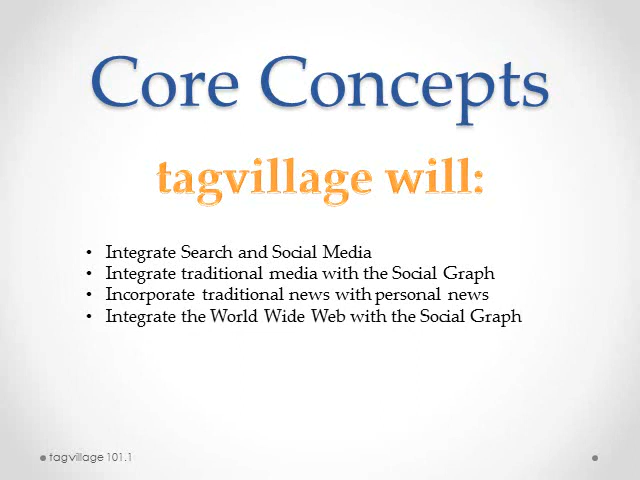 Core Concepts
tagvillage will:
• Integrate Search and Social Media
• Integrate traditional media with the Social Graph
• Incorporate traditional news with personal news
• Integrate the World Wide Web with the Social Graph
tagvillage 101.1